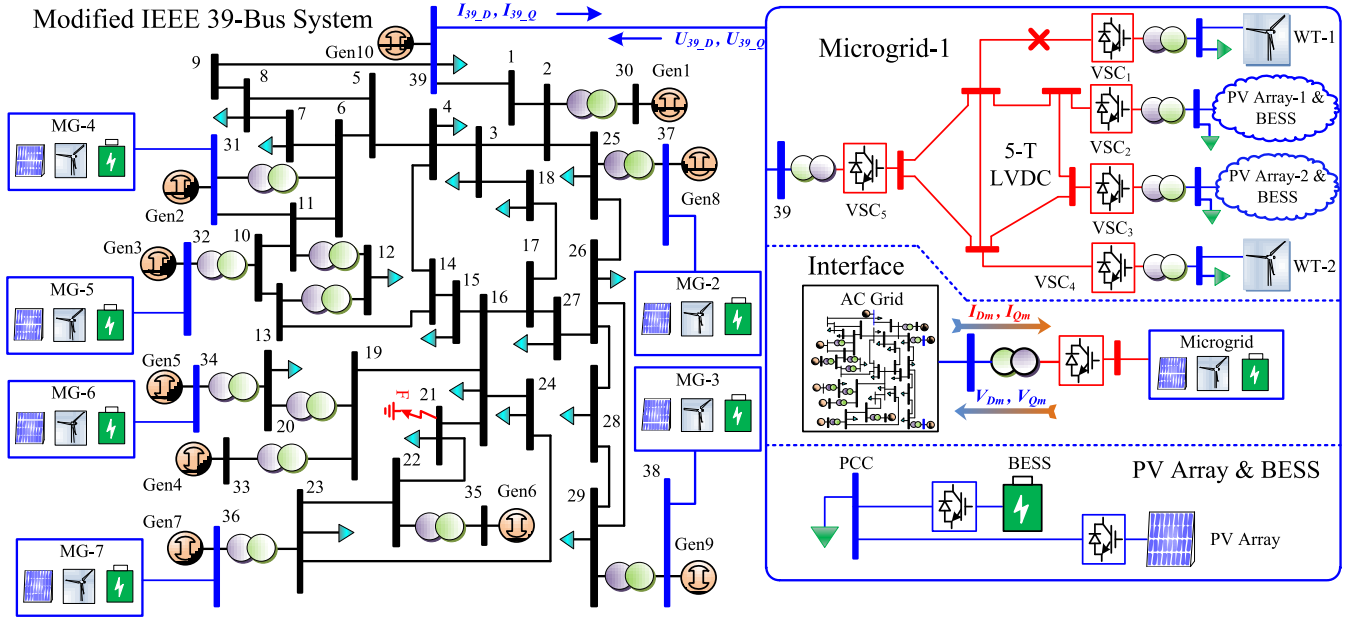 Modified IEEE 39-Bus System
I39_D, I39_Q
U39_D, U39_Q
Gen10
9
8
5
39
1
2
30
Gen1
7
6
4
3
25
37
MG-4
31
18
Gen8
Gen2
11
17
26
Gen3
32
10
12
14
15
16
27
MG-5
13
MG-2
Gen5
34
19
24
MG-6
20
21
F
28
MG-3
Gen4
33
22
23
35
Gen6
29
38
Gen7
36
Gen9
MG-7
Microgrid-1
VSC1
WT-1
PV Array-1 &
BESS
VSC2
5-T
LVDC
PV Array-2 &
BESS
39
VSC5
VSC3
VSC4
WT-2
Interface
AC Grid
IDm, IQm
VDm, VQm
Microgrid
PCC
BESS
PV Array & BESS
PV Array